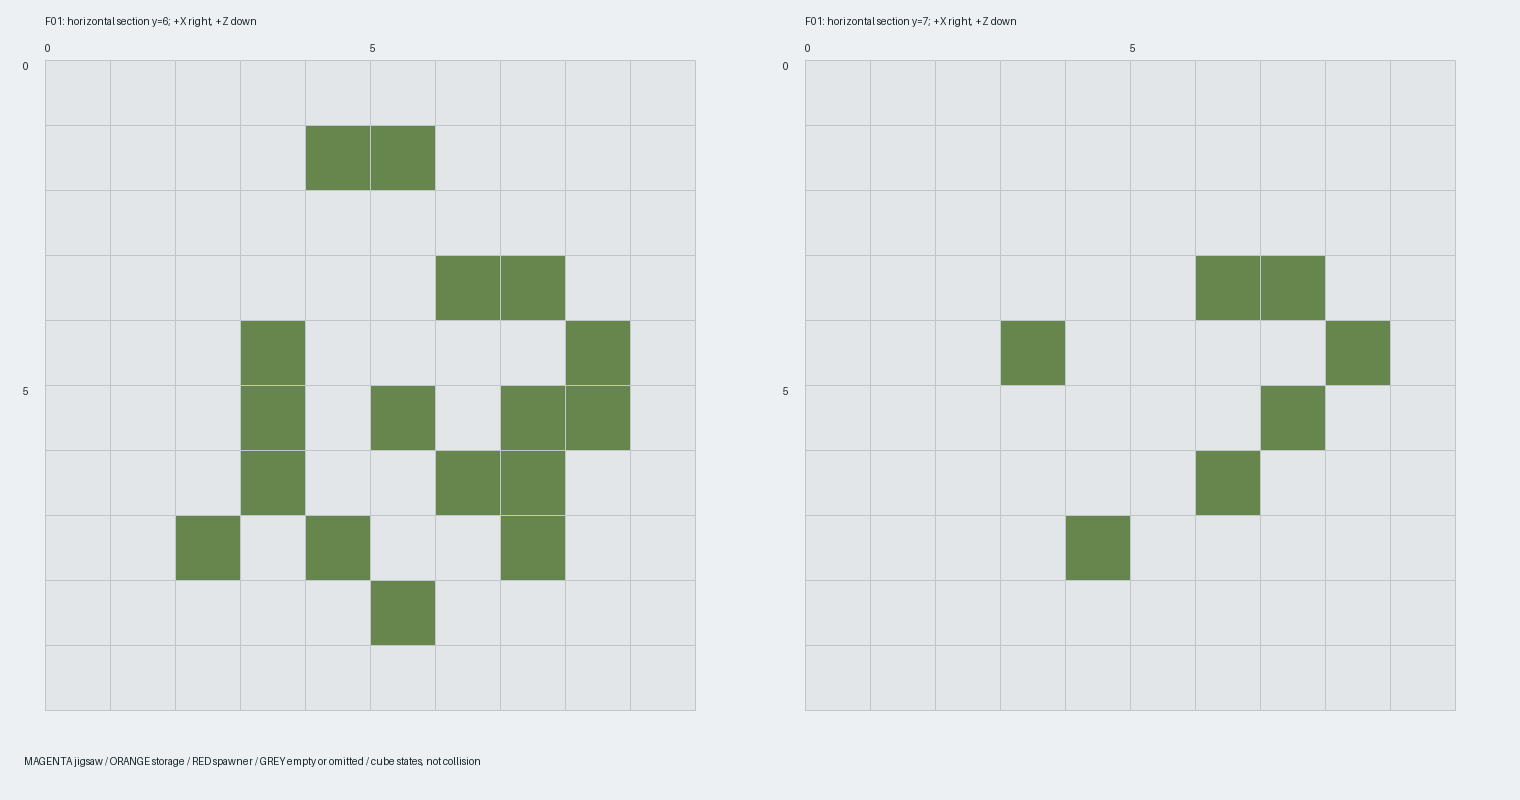 F01: horizontal section y=6; +X right, +Z down
0 5
0
5
F01: horizontal section y=7; +X right, +Z down
0 5
0
5
MAGENTA jigsaw / ORANGE storage / RED spawner / GREY empty or omitted / cube states, not collision